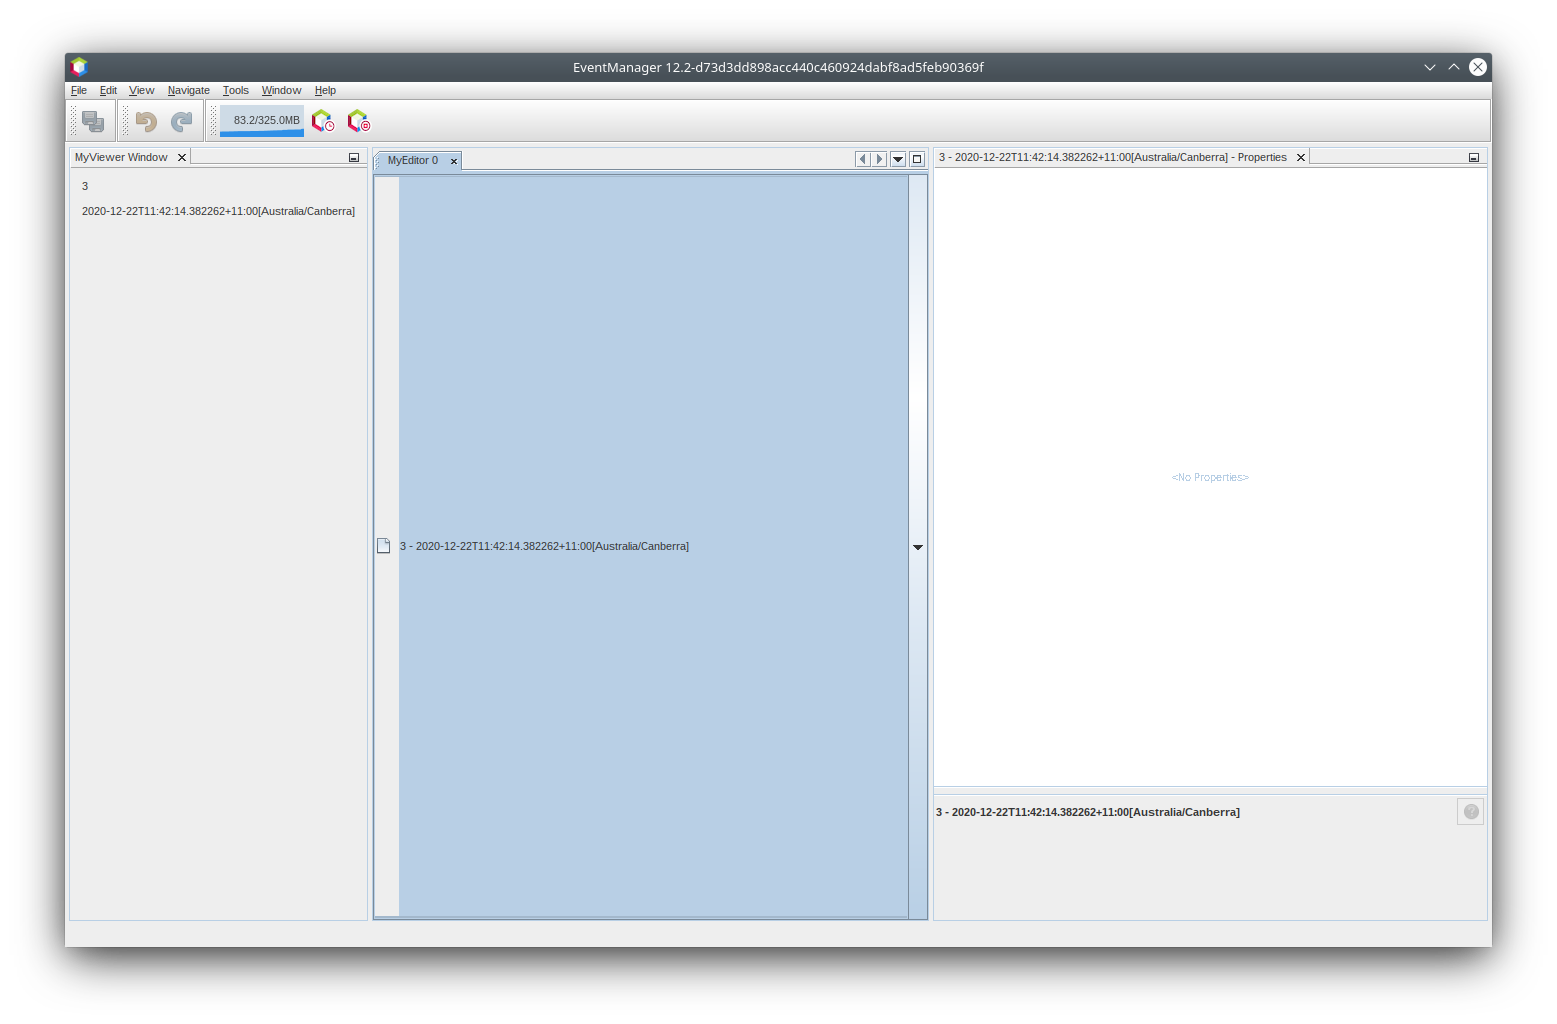 EventManager 12.2-d73d3dd898acc440c460924dabf8ad5feb90369f
File Edit View Navigate Tools Window Help
83.2/325.0MB
MyViewer Window
3
2020-12-22T11:42:14.382262+11:00[Australia/Canberra]
MyEditor 0
3 - 2020-12-22T11:42:14.382262+11:00[Australia/Canberra]
3 - 2020-12-22T11:42:14.382262+11:00[Australia/Canberra] - Properties
<No Properties>
3 - 2020-12-22T11:42:14.382262+11:00[Australia/Canberra]
?